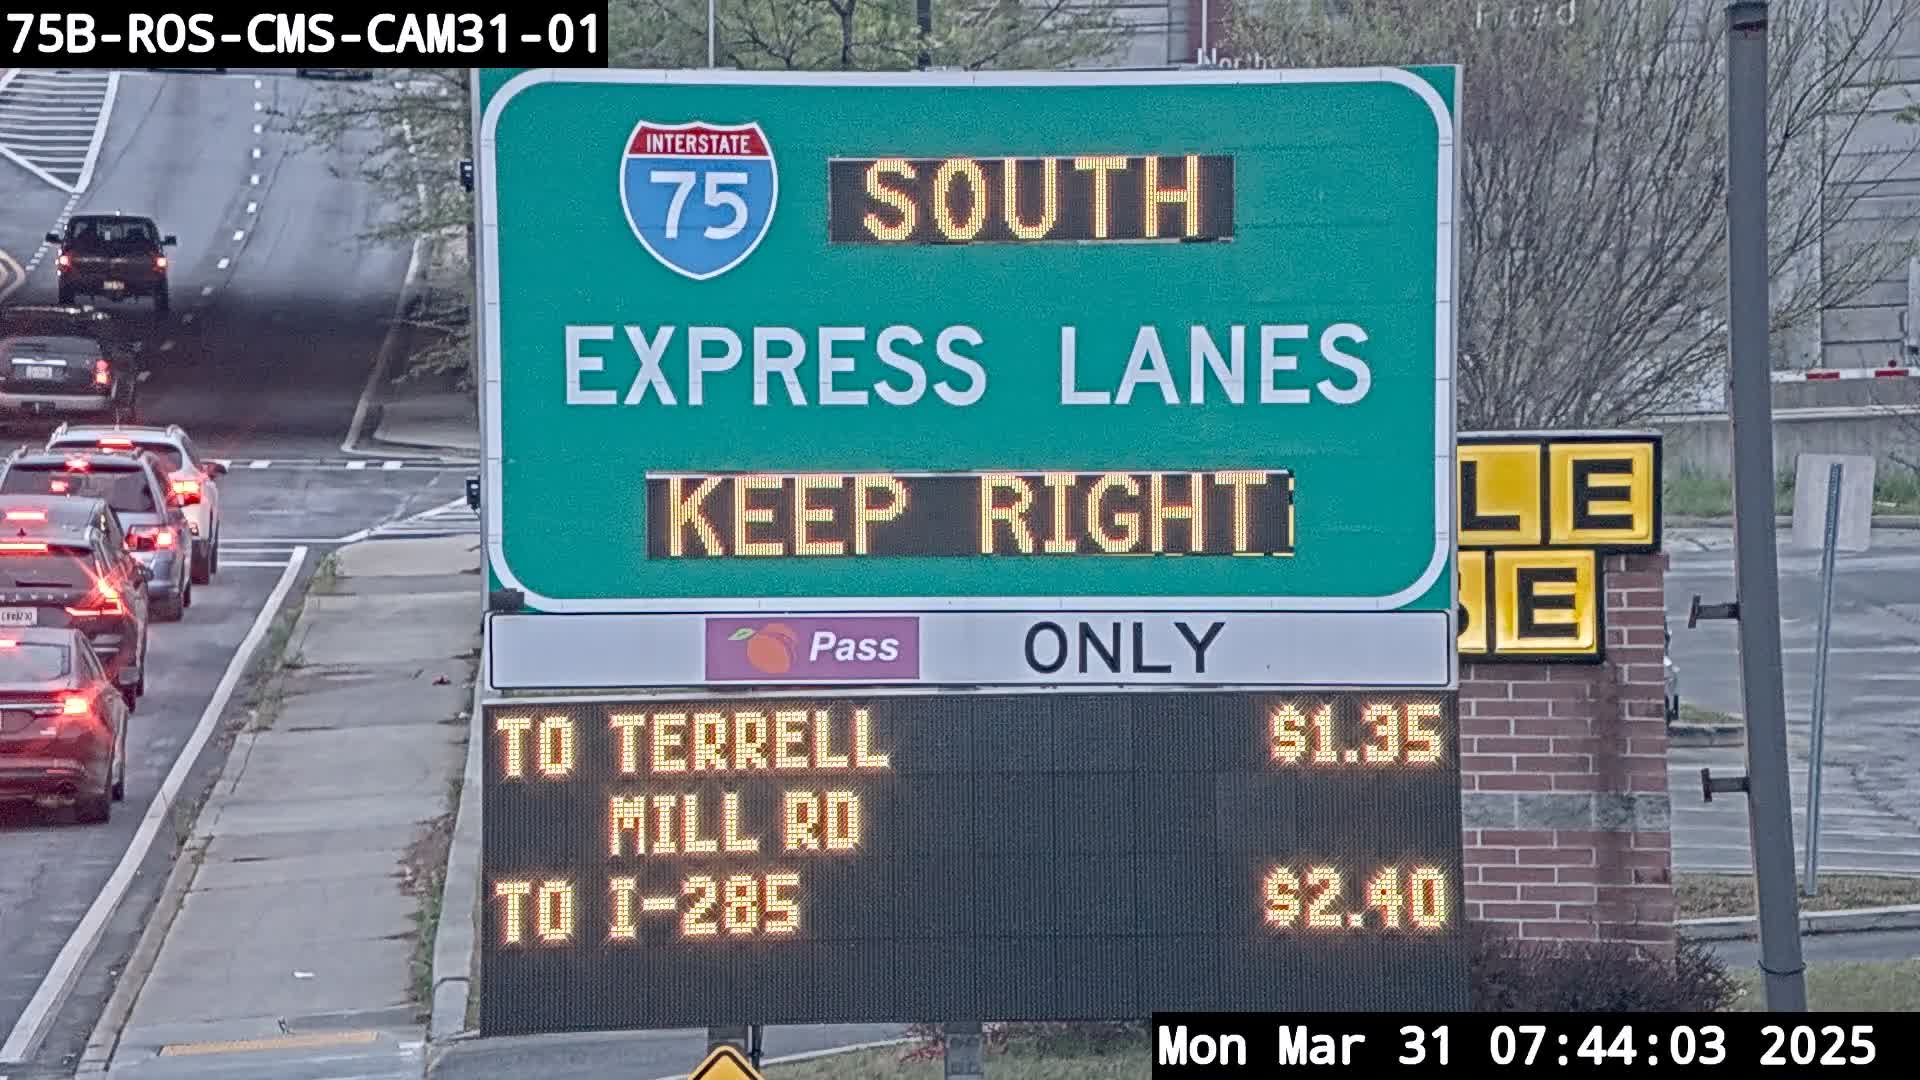 75B-ROS-CMS-CAM31-01
INTERSTATE
75
SOUTH
EXPRESS LANES
KEEP RIGHT
Pass ONLY
TO TERRELL $1.35
MILL RD
TO I-285 $2.40
LE
E
Mon Mar 31 07:44:03 2025